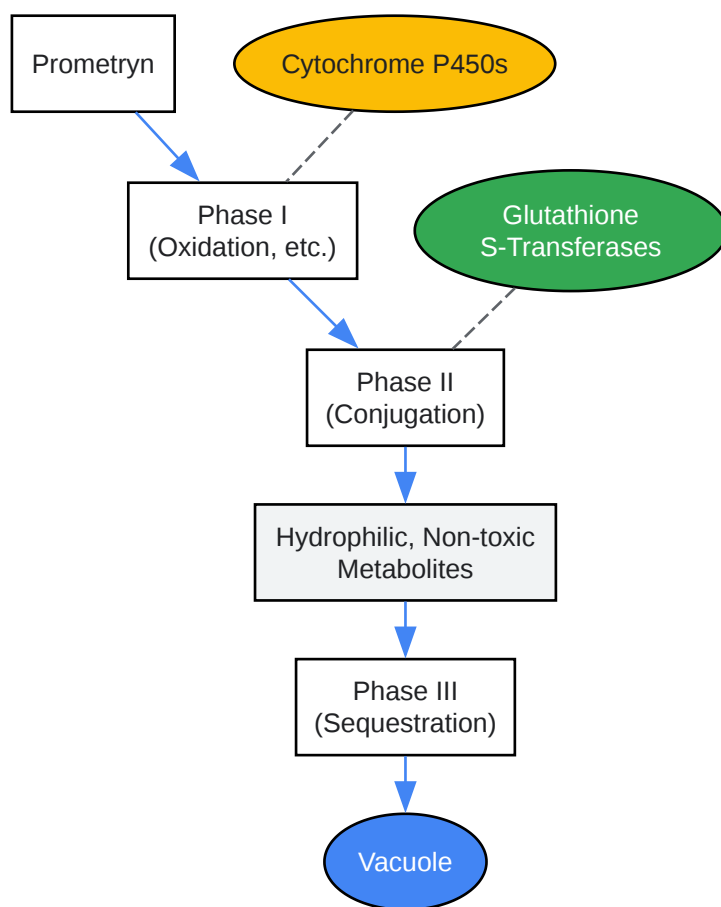 Prometryn
Cytochrome P450s
Phase I
(Oxidation, etc.)
Glutathione
S-Transferases
Phase II
(Conjugation)
Hydrophilic, Non-toxic
Metabolites
Phase III
(Sequestration)
Vacuole